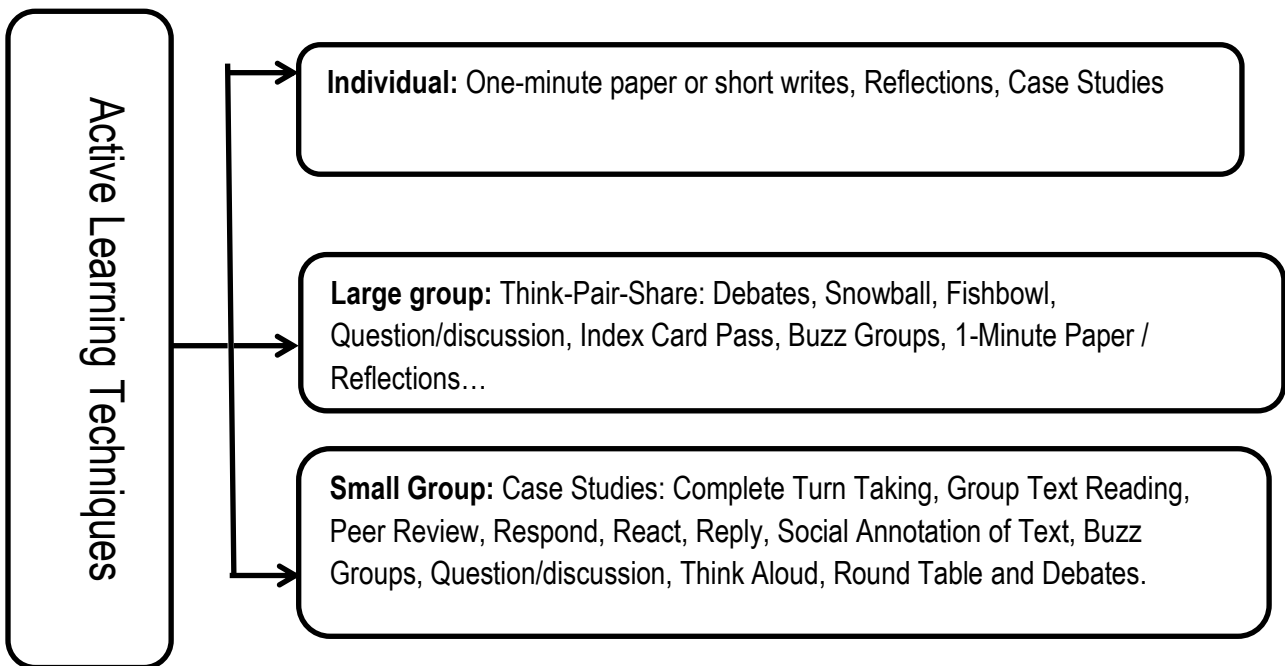 Active Learning Techniques
Individual: One-minute paper or short writes, Reflections, Case Studies
Large group: Think-Pair-Share: Debates, Snowball, Fishbowl,
Question/discussion, Index Card Pass, Buzz Groups, 1-Minute Paper /
Reflections…
Small Group: Case Studies: Complete Turn Taking, Group Text Reading,
Peer Review, Respond, React, Reply, Social Annotation of Text, Buzz
Groups, Question/discussion, Think Aloud, Round Table and Debates.